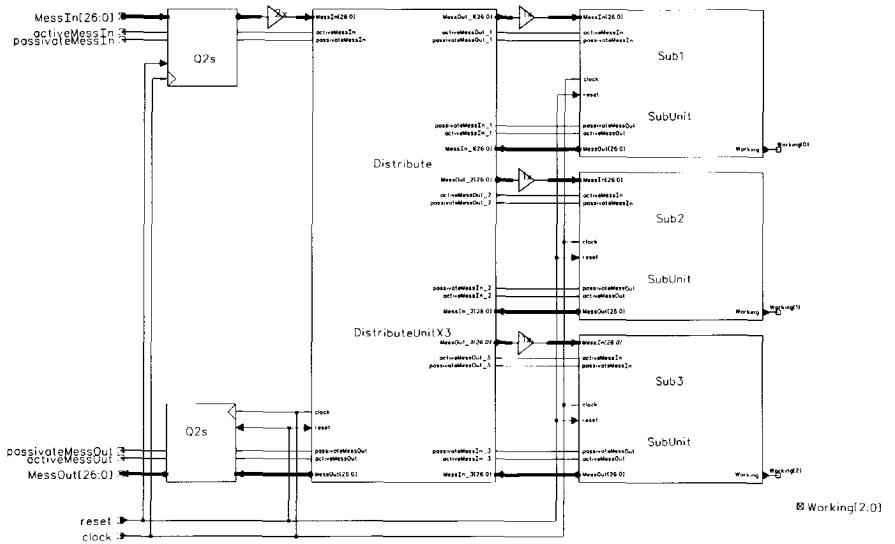 MessIn[26:0]
activeMessIn
passivateMessIn
Q2s
2x
MessIn[26:0]
activeMessIn
passivateMessIn
MessOut_1[26:0]
activeMessOut_1
passivateMessOut_1
passivateMessIn_1
activeMessIn_1
MessIn_1[26:0]
1x
MessIn[26:0]
activeMessIn
passivateMessIn
Sub1
clock
reset
SubUnit
passivateMessOut
activeMessOut
MessOut[26:0]
Working
Working[0]
Distribute
MessOut_2[26:0]
activeMessOut_2
passivateMessOut_2
passivateMessIn_2
activeMessIn_2
MessIn_2[26:0]
1x
MessIn[26:0]
activeMessIn
passivateMessIn
Sub2
clock
reset
SubUnit
passivateMessOut
activeMessOut
MessOut[26:0]
Working
Working[1]
DistributeUnitX3
MessOut_3[26:0]
activeMessOut_3
passivateMessOut_3
passivateMessIn_3
activeMessIn_3
MessIn_3[26:0]
1x
MessIn[26:0]
activeMessIn
passivateMessIn
Sub3
clock
reset
SubUnit
passivateMessOut
activeMessOut
MessOut[26:0]
Working
Working[2]
Q2s
clock
reset
passivateMessOut
activeMessOut
MessOut[26:0]
passivateMessOut
activeMessOut
MessOut[26:0]
reset
clock
Working[2:0]